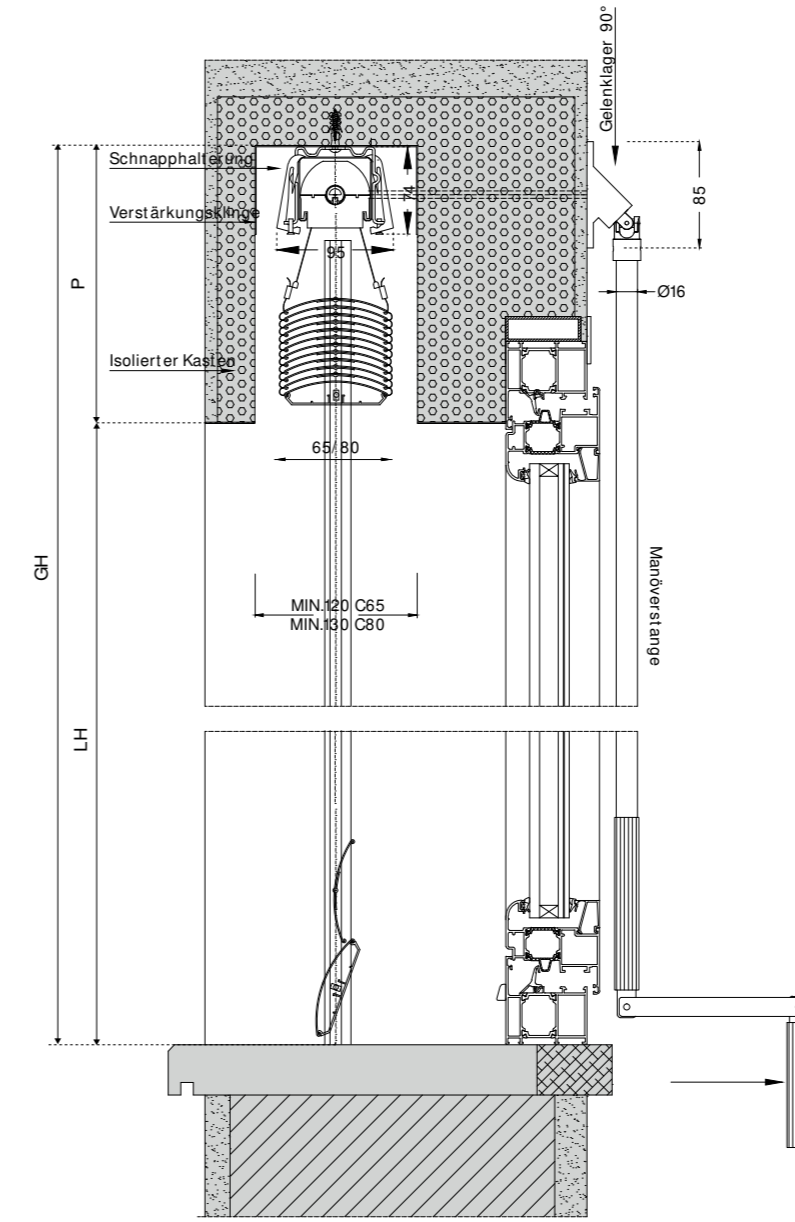 Gelenklager 90°
Schnapphalterung
Verstärkungsklinge
74
85
95
P
Ø16
Isolierter Kasten
65/80
GH
Manöverstange
MIN.120 C65
MIN.130 C80
LH